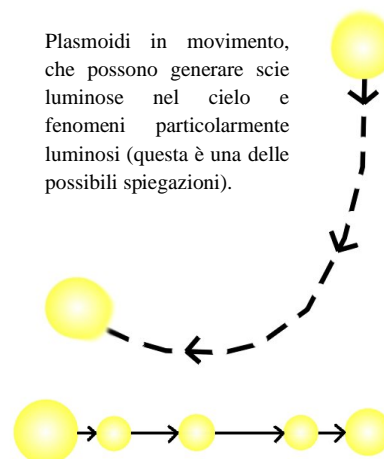 Plasmoidi in movimento,
che possono generare scie
luminose nel cielo e
fenomeni particolarmente
luminosi (questa è una delle
possibili spiegazioni).